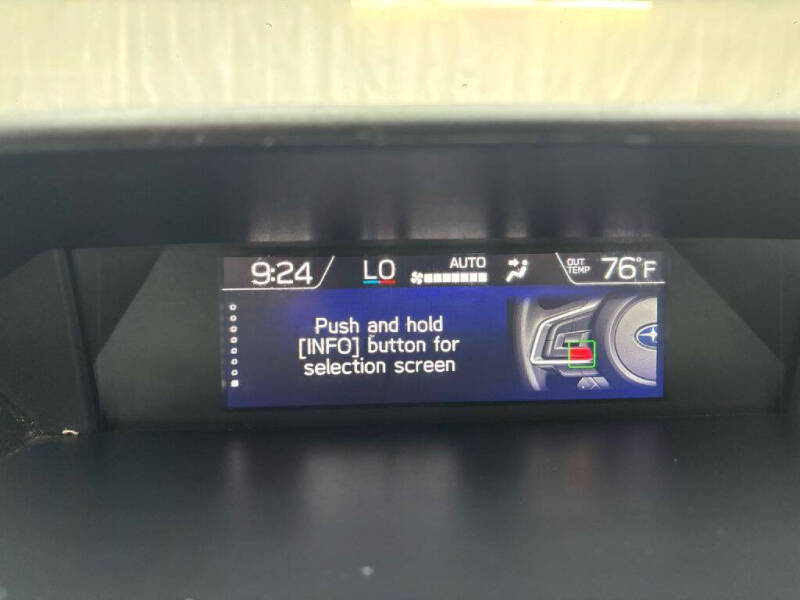 9:24 LO AUTO OUT TEMP 76°F
Push and hold
[INFO] button for
selection screen